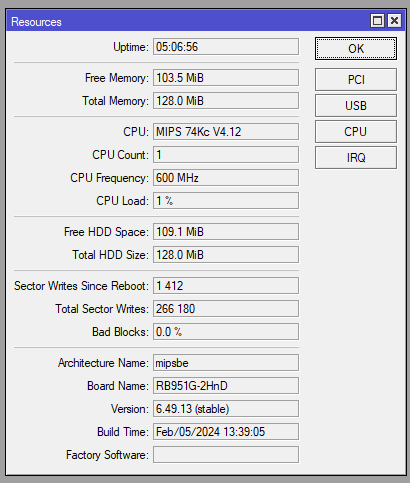 Resources
Uptime: 05:06:56
OK
Free Memory: 103.5 MiB
PCI
Total Memory: 128.0 MiB
USB
CPU: MIPS 74Kc V4.12
CPU
CPU Count: 1
IRQ
CPU Frequency: 600 MHz
CPU Load: 1 %
Free HDD Space: 109.1 MiB
Total HDD Size: 128.0 MiB
Sector Writes Since Reboot: 1 412
Total Sector Writes: 266 180
Bad Blocks: 0.0 %
Architecture Name: mipsbe
Board Name: RB951G-2HnD
Version: 6.49.13 (stable)
Build Time: Feb/05/2024 13:39:05
Factory Software: